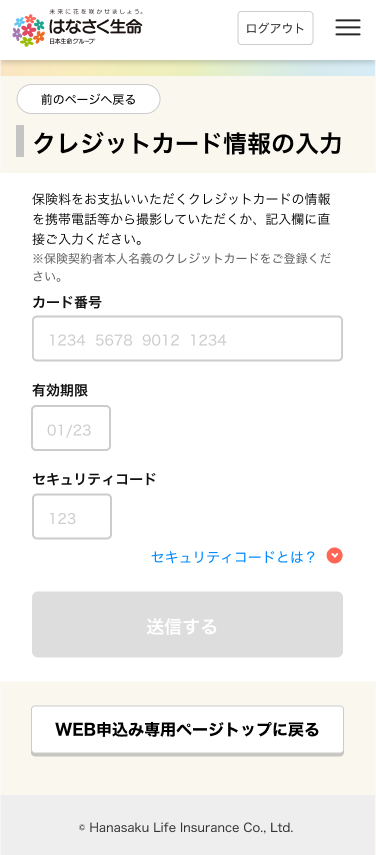 未来に花を咲かせましょう。
はなさく生命
日本生命グループ
ログアウト
前のページへ戻る
クレジットカード情報の入力
保険料をお支払いいただくクレジットカードの情報
を携帯電話等から撮影していただくか、記入欄に直
接ご入力ください。
※保険契約者本人名義のクレジットカードをご登録くだ
さい。
カード番号
1234 5678 9012 1234
有効期限
01/23
セキュリティコード
123
セキュリティコードとは？
送信する
WEB申込み専用ページトップに戻る
© Hanasaku Life Insurance Co., Ltd.